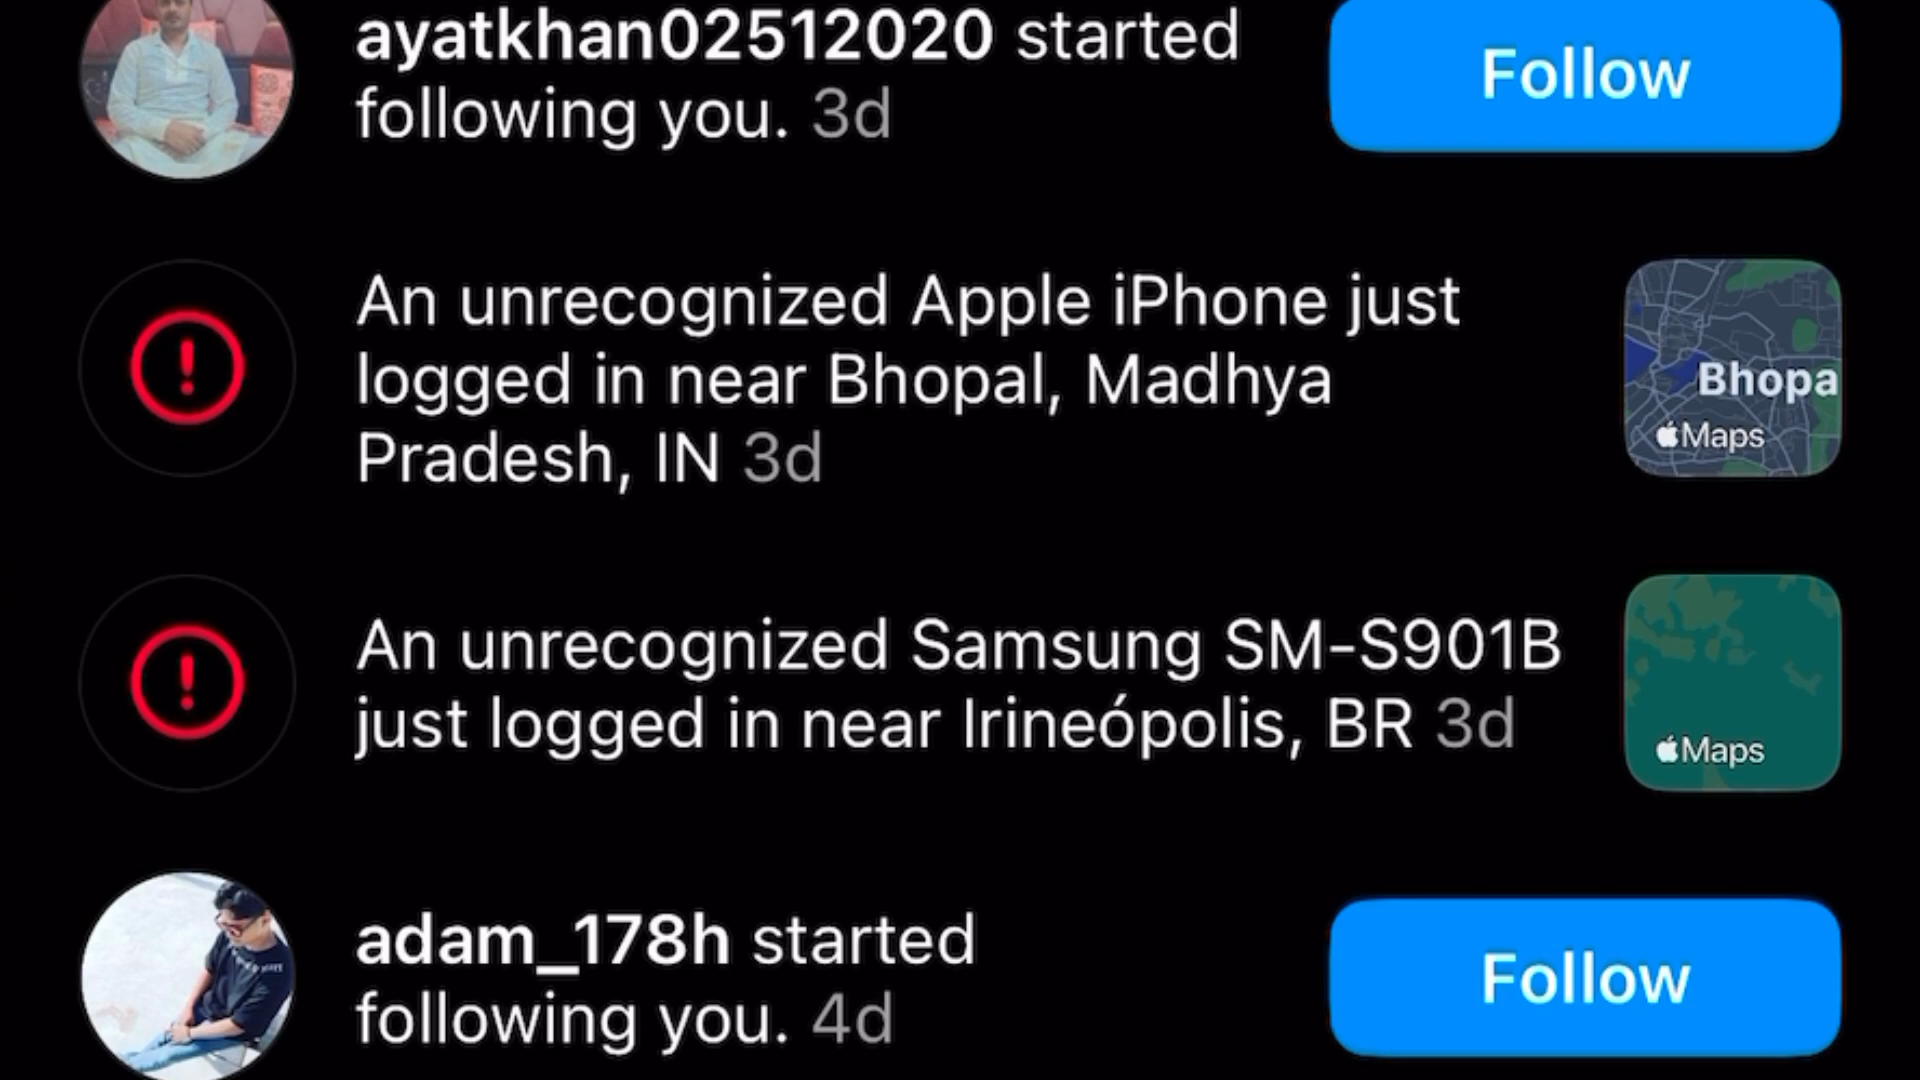 ayatkhan02512020 started
following you. 3d
Follow
An unrecognized Apple iPhone just
logged in near Bhopal, Madhya
Pradesh, IN 3d
Bhopa
Maps
An unrecognized Samsung SM-S901B
just logged in near Irineópolis, BR 3d
Maps
adam_178h started
following you. 4d
Follow